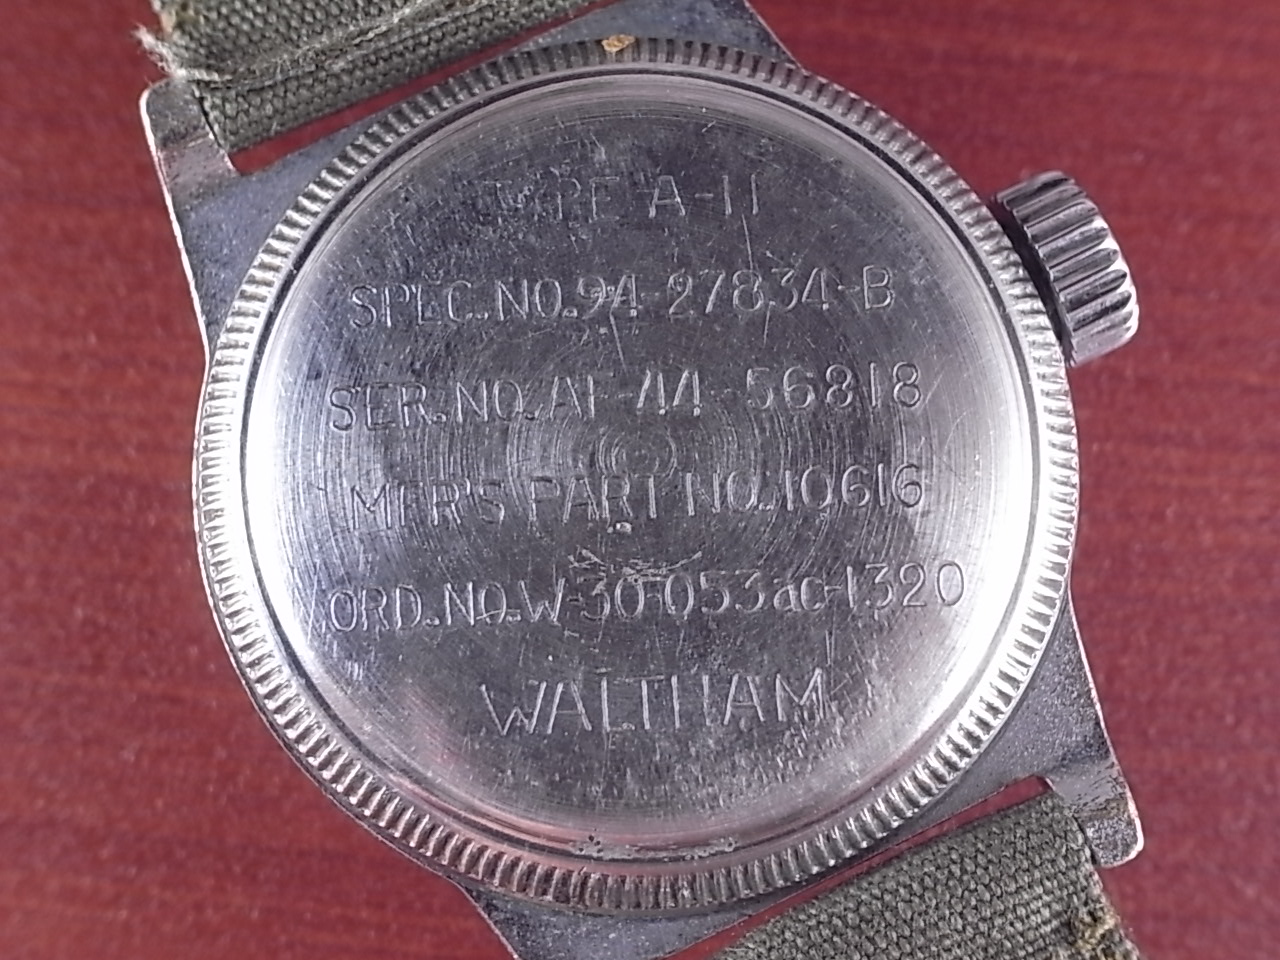 TYPE A-11
SPEC. NO. 94-27834-B
SER. NO. AF-44-56818
MFR'S PART NO. 10616
ORD. NO. W-30-053ac-1320
WALTHAM